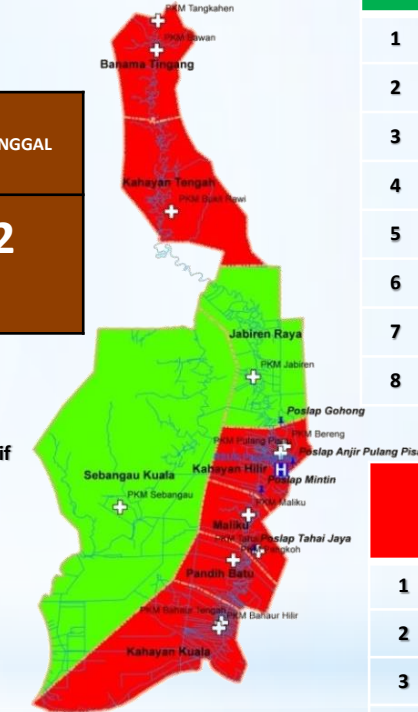 PKM Tangkahen
PKM Bawan
Banama Tingang
NGGAL
2
Kahayan Tengah
PKM Bukit Rawi
1
2
3
4
5
6
7
8
Jabiren Raya
PKM Jabiren
Poslap Gohong
PKM Bereng
PKM Pulang Pisau
Poslap Anjir Pulang Pisa
if
Kahayan Hilir
H
Sebangau Kuala
Poslap Mintin
PKM Sebangau
PKM Maliku
Maliku
Poslap Tahai Jaya
Pandih Batu
PKM Bahaur Tengah
PKM Bahaur Hilir
Kahayan Kuala
1
2
3